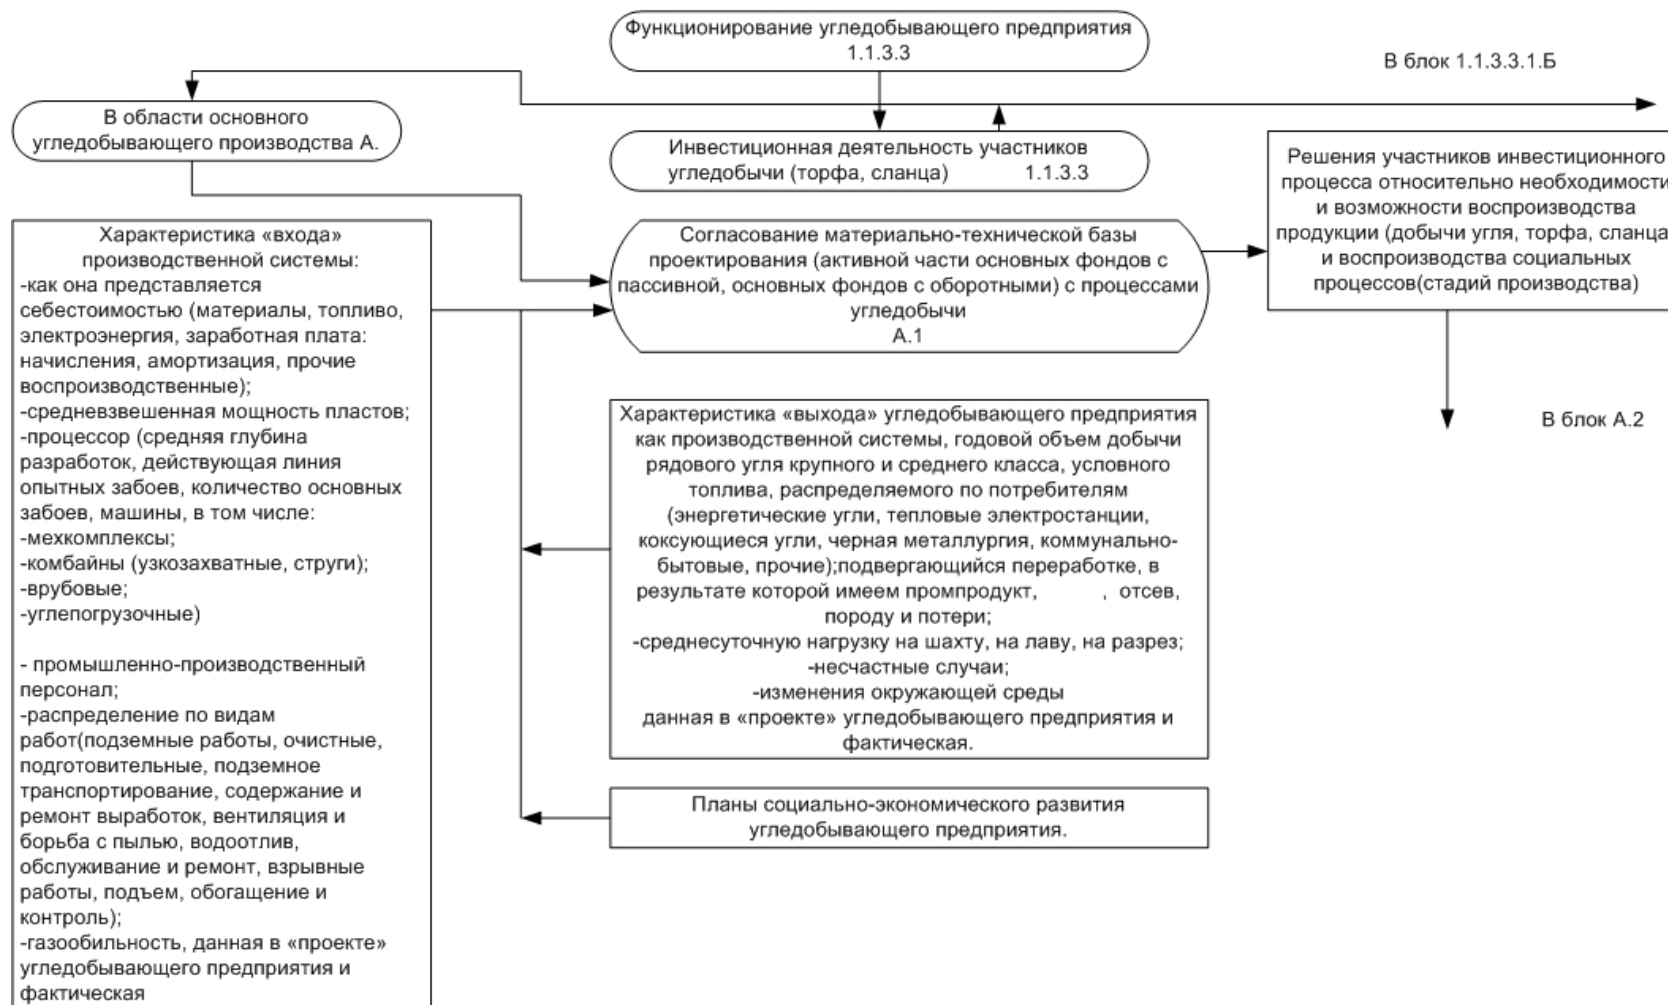 Функционирование угледобывающего предприятия
1.1.3.3
В блок 1.1.3.3.1.Б
В области основного
угледобывающего производства А.
Инвестиционная деятельность участников
угледобычи (торфа, сланца) 1.1.3.3
Решения участников инвестиционного
процесса относительно необходимости
и возможности воспроизводства
продукции (добычи угля, торфа, сланца
и воспроизводства социальных
процессов(стадий производства)
Согласование материально-технической базы
проектирования (активной части основных фондов с
пассивной, основных фондов с оборотными) с процессами
угледобычи
А.1
Характеристика «входа»
производственной системы:
-как она представляется
себестоимостью (материалы, топливо,
электроэнергия, заработная плата:
начисления, амортизация, прочие
воспроизводственные);
-средневзвешенная мощность пластов;
-процессор (средняя глубина
разработок, действующая линия
опытных забоев, количество основных
забоев, машины, в том числе:
-мехкомплексы;
-комбайны (узкозахватные, струги);
-врубовые;
-углепогрузочные)
- промышленно-производственный
персонал;
-распределение по видам
работ(подземные работы, очистные,
подготовительные, подземное
транспортирование, содержание и
ремонт выработок, вентиляция и
борьба с пылью, водоотлив,
обслуживание и ремонт, взрывные
работы, подъем, обогащение и
контроль);
-газообильность, данная в «проекте»
угледобывающего предприятия и
фактическая
Характеристика «выхода» угледобывающего предприятия
как производственной системы, годовой объем добычи
рядового угля крупного и среднего класса, условного
топлива, распределяемого по потребителям
(энергетические угли, тепловые электростанции,
коксующиеся угли, черная металлургия, коммунально-
бытовые, прочие);подвергающийся переработке, в
результате которой имеем промпродукт, , отсев,
породу и потери;
-среднесуточную нагрузку на шахту, на лаву, на разрез;
-несчастные случаи;
-изменения окружающей среды
данная в «проекте» угледобывающего предприятия и
фактическая.
В блок А.2
Планы социально-экономического развития
угледобывающего предприятия.